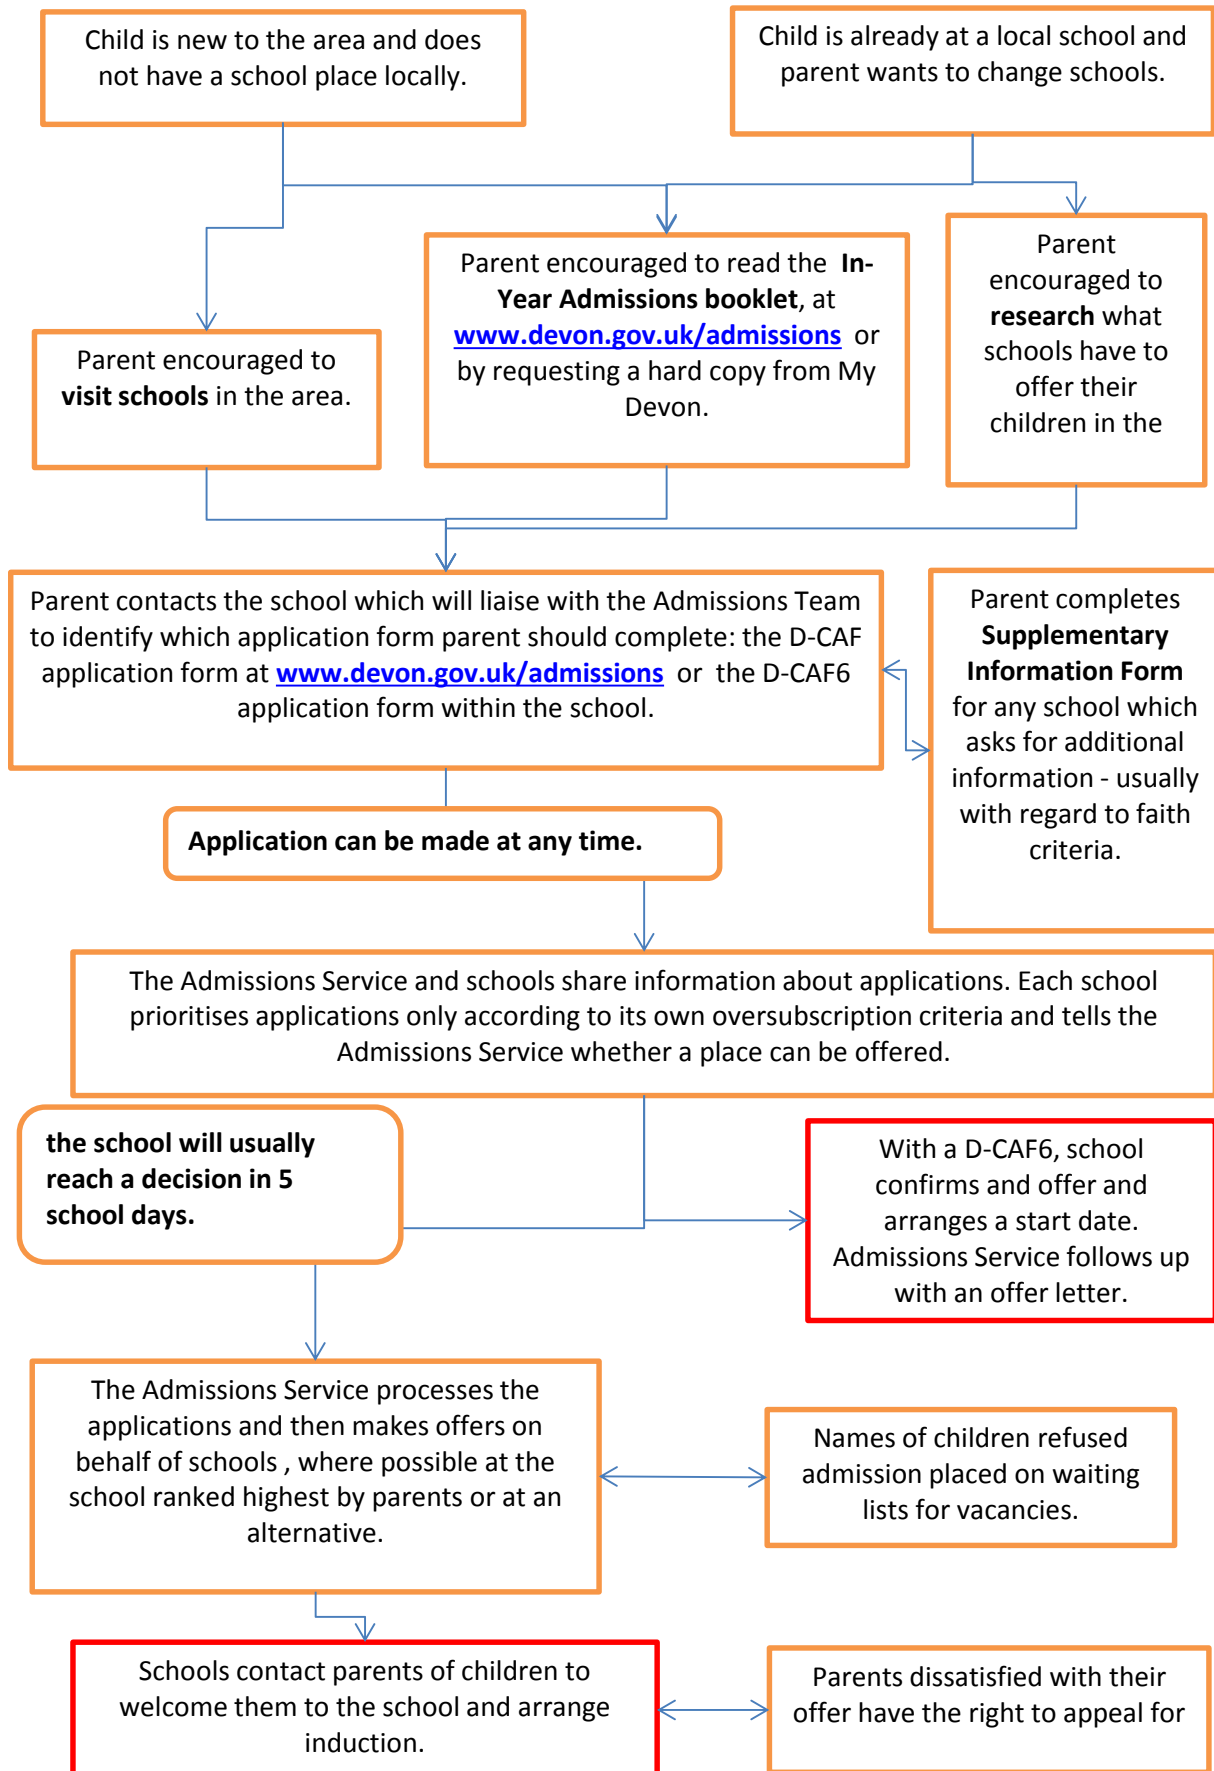 Child is new to the area and does
not have a school place locally.
Child is already at a local school and
parent wants to change schools.
Parent encouraged to
visit schools in the area.
Parent encouraged to read the In-
Year Admissions booklet, at
www.devon.gov.uk/admissions or
by requesting a hard copy from My
Devon.
Parent
encouraged to
research what
schools have to
offer their
children in the
Parent contacts the school which will liaise with the Admissions Team
to identify which application form parent should complete: the D-CAF
application form at www.devon.gov.uk/admissions or the D-CAF6
application form within the school.
Parent completes
Supplementary
Information Form
for any school which
asks for additional
information - usually
with regard to faith
criteria.
Application can be made at any time.
The Admissions Service and schools share information about applications. Each school
prioritises applications only according to its own oversubscription criteria and tells the
Admissions Service whether a place can be offered.
the school will usually
reach a decision in 5
school days.
With a D-CAF6, school
confirms and offer and
arranges a start date.
Admissions Service follows up
with an offer letter.
The Admissions Service processes the
applications and then makes offers on
behalf of schools , where possible at the
school ranked highest by parents or at an
alternative.
Names of children refused
admission placed on waiting
lists for vacancies.
Schools contact parents of children to
welcome them to the school and arrange
induction.
Parents dissatisfied with their
offer have the right to appeal for